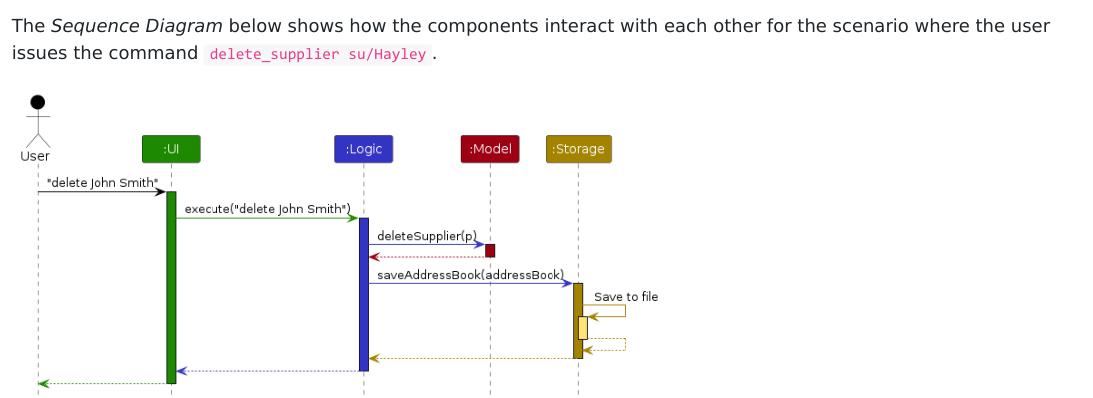 The Sequence Diagram below shows how the components interact with each other for the scenario where the user
issues the command delete_supplier su/Hayley.
User
:UI
:Logic
:Model
:Storage
"delete John Smith"
execute("delete John Smith")
deleteSupplier(p)
saveAddressBook(addressBook)
Save to file